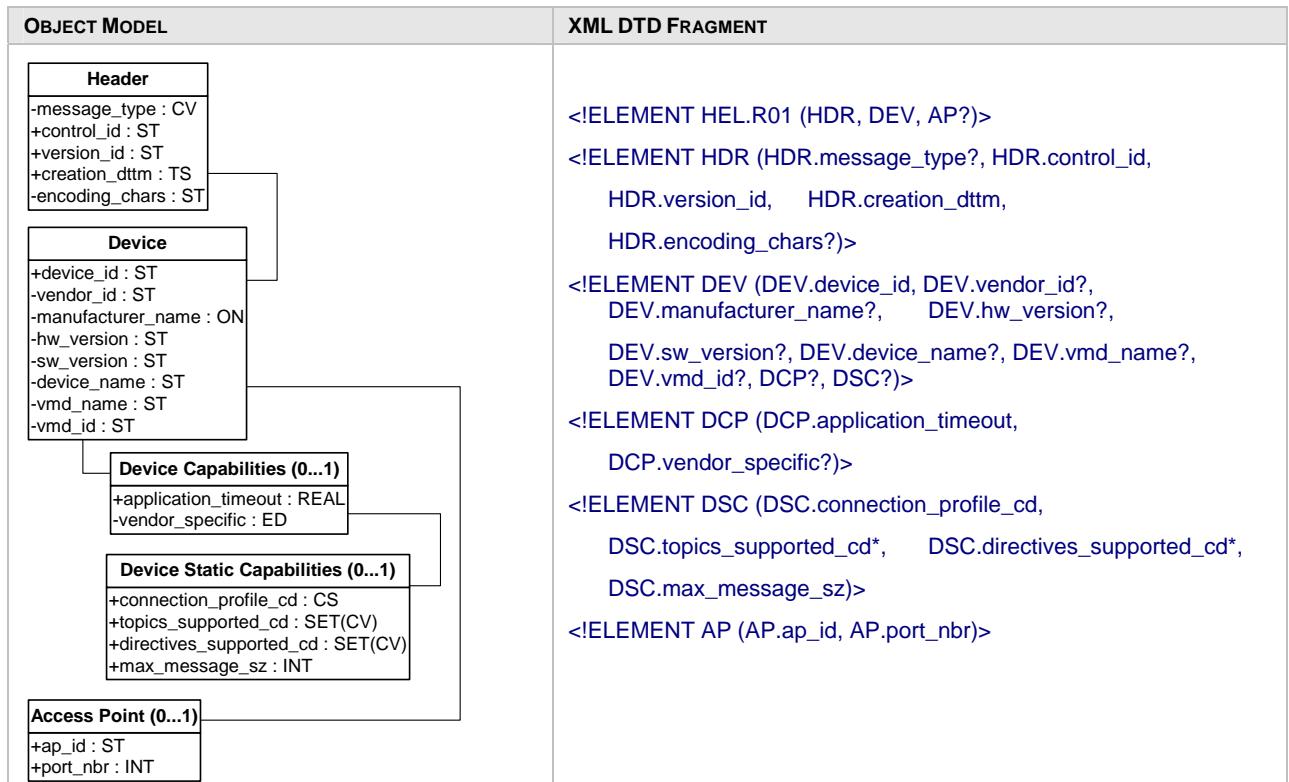 OBJECT MODEL
XML DTD FRAGMENT
Header
-message_type : CV
+control_id : ST
+version_id : ST
+creation_dttm : TS
-encoding_chars : ST
Device
+device_id : ST
-vendor_id : ST
-manufacturer_name : ON
-hw_version : ST
-sw_version : ST
-device_name : ST
-vmd_name : ST
-vmd_id : ST
Device Capabilities (0...1)
+application_timeout : REAL
-vendor_specific : ED
Device Static Capabilities (0...1)
+connection_profile_cd : CS
+topics_supported_cd : SET(CV)
+directives_supported_cd : SET(CV)
+max_message_sz : INT
Access Point (0...1)
+ap_id : ST
+port_nbr : INT
<!ELEMENT HEL.R01 (HDR, DEV, AP?)>
<!ELEMENT HDR (HDR.message_type?, HDR.control_id,
HDR.version_id, HDR.creation_dttm,
HDR.encoding_chars?)>
<!ELEMENT DEV (DEV.device_id, DEV.vendor_id?,
DEV.manufacturer_name?, DEV.hw_version?,
DEV.sw_version?, DEV.device_name?, DEV.vmd_name?,
DEV.vmd_id?, DCP?, DSC?)>
<!ELEMENT DCP (DCP.application_timeout,
DCP.vendor_specific?)>
<!ELEMENT DSC (DSC.connection_profile_cd,
DSC.topics_supported_cd*, DSC.directives_supported_cd*,
DSC.max_message_sz)>
<!ELEMENT AP (AP.ap_id, AP.port_nbr)>